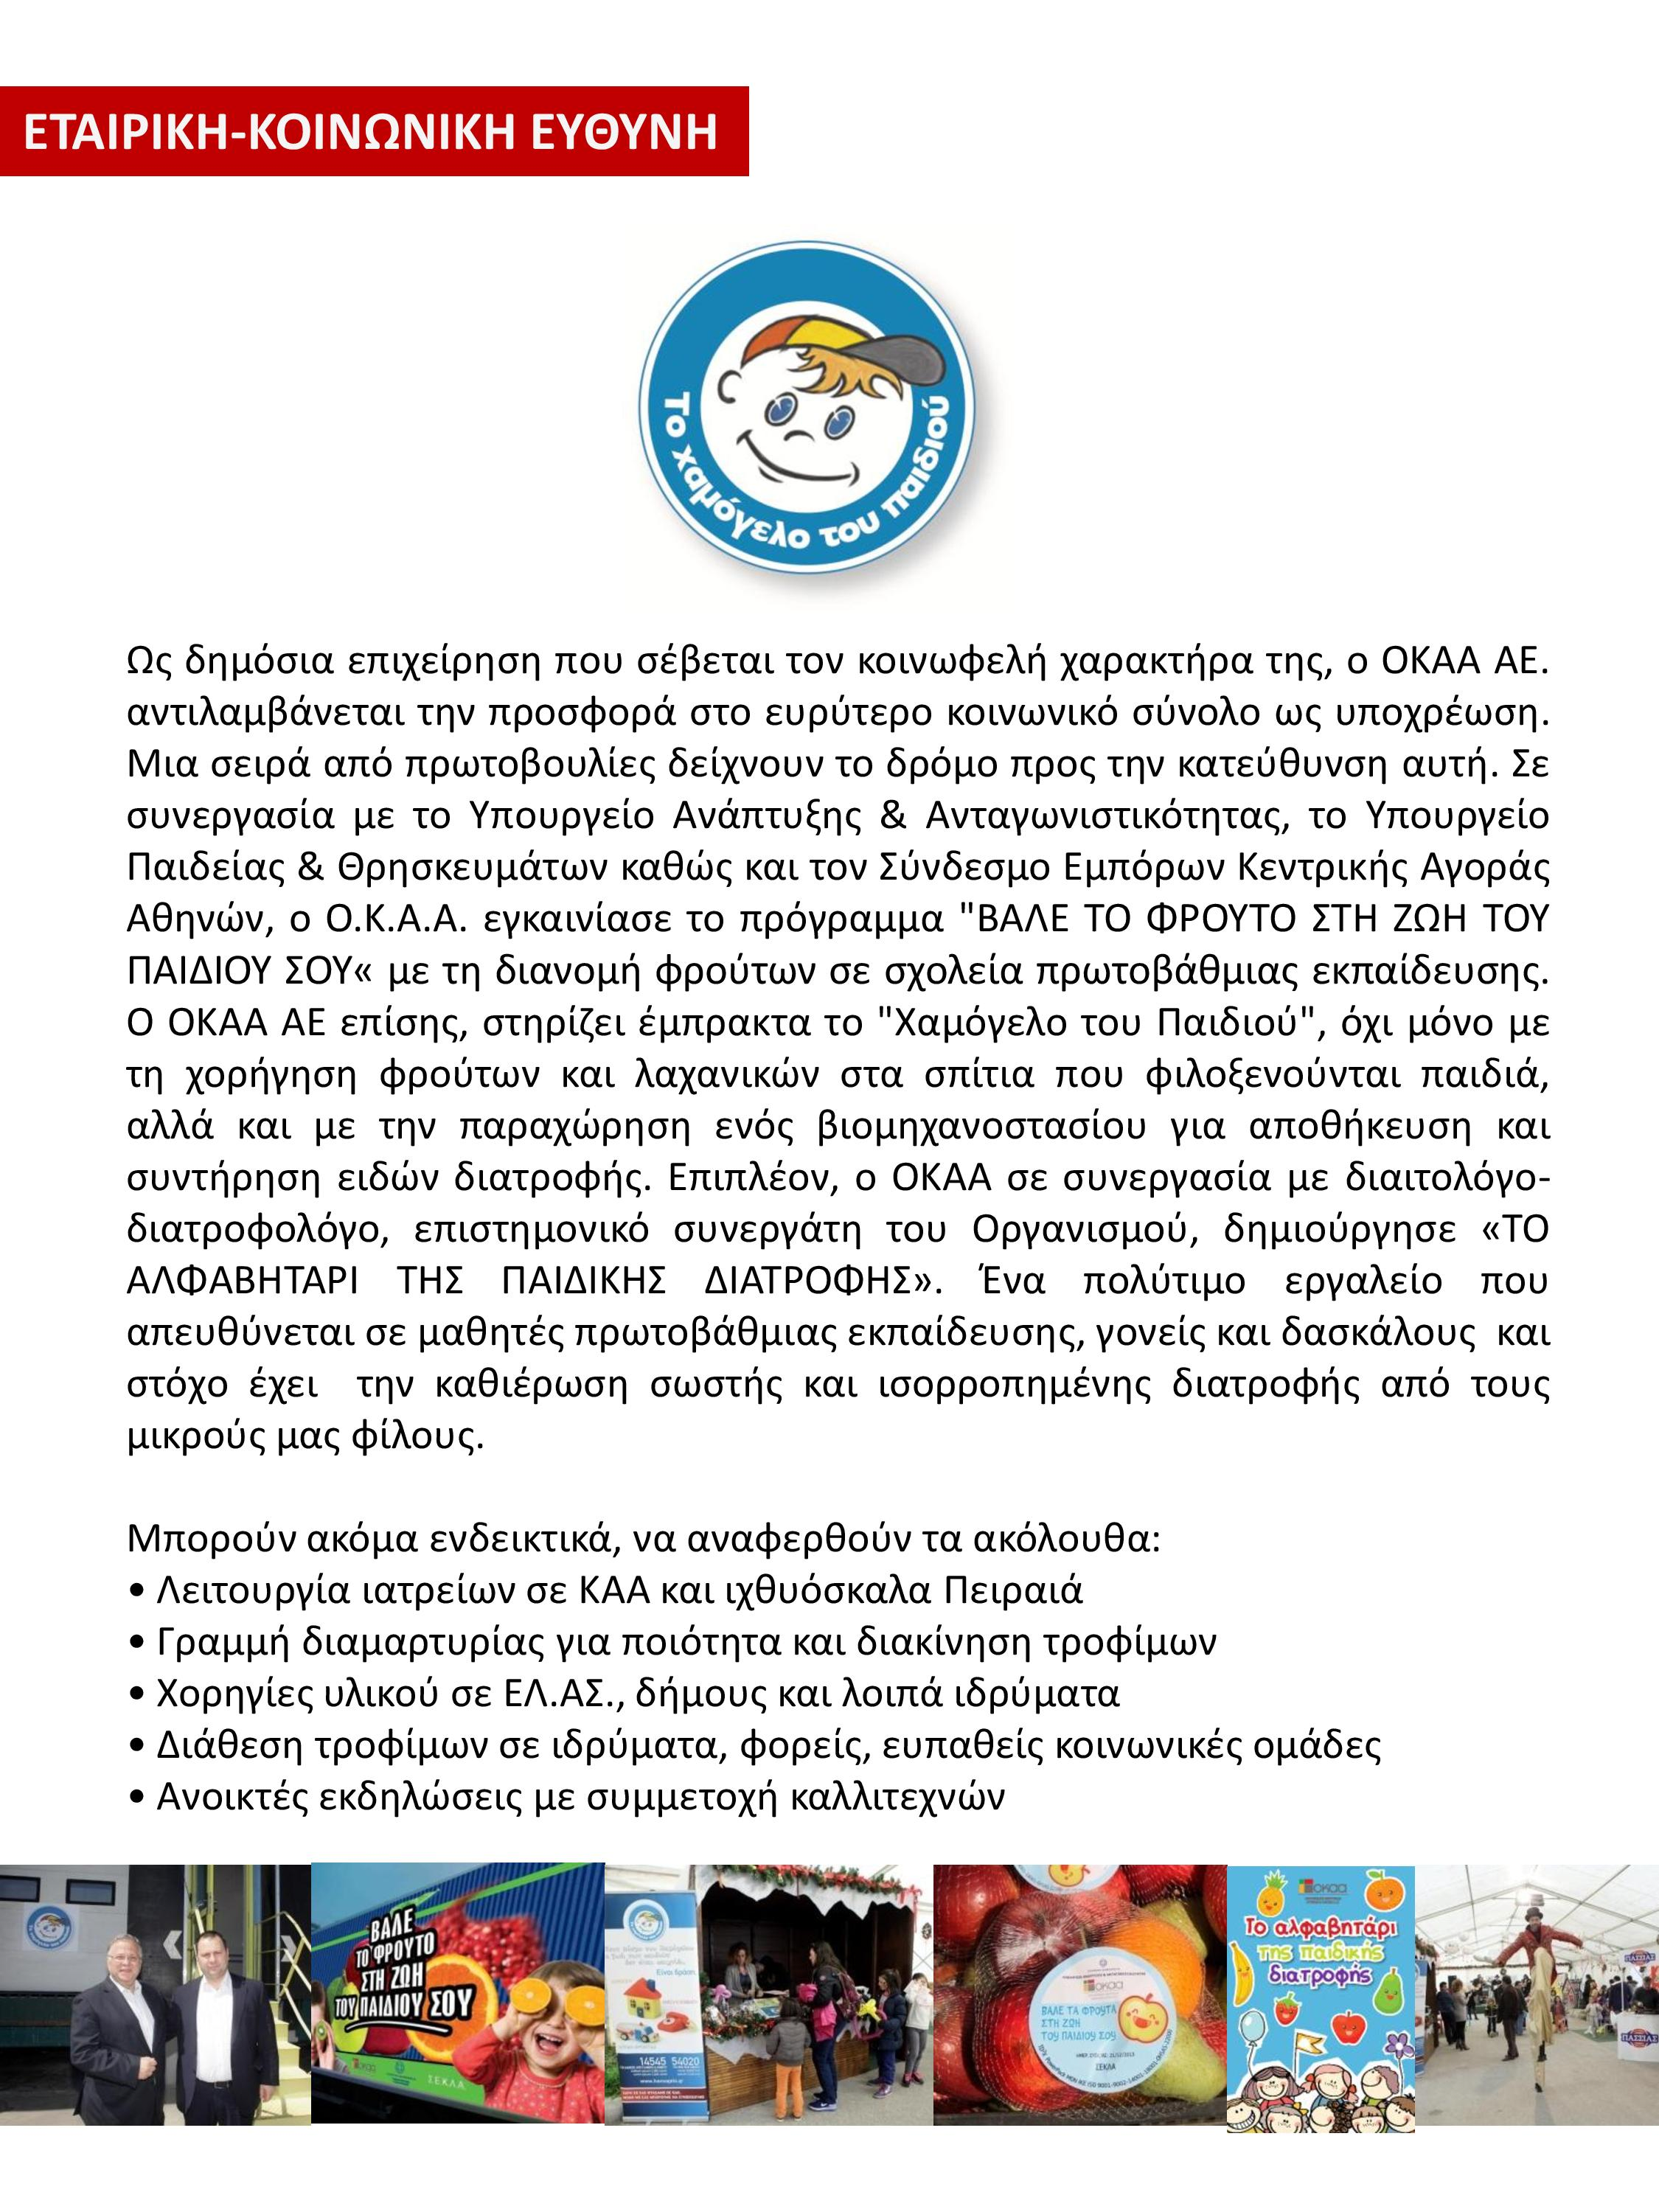 ΕΤΑΙΡΙΚΗ-ΚΟΙΝΩΝΙΚΗ ΕΥΘΥΝΗ
Το χαμόγελο του παιδιού
Ως δημόσια επιχείρηση που σέβεται τον κοινωφελή χαρακτήρα της, ο ΟΚΑΑ ΑΕ.
αντιλαμβάνεται την προσφορά στο ευρύτερο κοινωνικό σύνολο ως υποχρέωση.
Μια σειρά από πρωτοβουλίες δείχνουν το δρόμο προς την κατεύθυνση αυτή. Σε
συνεργασία με το Υπουργείο Ανάπτυξης & Ανταγωνιστικότητας, το Υπουργείο
Παιδείας & Θρησκευμάτων καθώς και τον Σύνδεσμο Εμπόρων Κεντρικής Αγοράς
Αθηνών, ο Ο.Κ.Α.Α. εγκαινίασε το πρόγραμμα "ΒΑΛΕ ΤΟ ΦΡΟΥΤΟ ΣΤΗ ΖΩΗ ΤΟΥ
ΠΑΙΔΙΟΥ ΣΟΥ« με τη διανομή φρούτων σε σχολεία πρωτοβάθμιας εκπαίδευσης.
Ο ΟΚΑΑ ΑΕ επίσης, στηρίζει έμπρακτα το "Χαμόγελο του Παιδιού", όχι μόνο με
τη χορήγηση φρούτων και λαχανικών στα σπίτια που φιλοξενούνται παιδιά,
αλλά και με την παραχώρηση ενός βιομηχανοστασίου για αποθήκευση και
συντήρηση ειδών διατροφής. Επιπλέον, ο ΟΚΑΑ σε συνεργασία με διαιτολόγο-
διατροφολόγο, επιστημονικό συνεργάτη του Οργανισμού, δημιούργησε «ΤΟ
ΑΛΦΑΒΗΤΑΡΙ ΤΗΣ ΠΑΙΔΙΚΗΣ ΔΙΑΤΡΟΦΗΣ». Ένα πολύτιμο εργαλείο που
απευθύνεται σε μαθητές πρωτοβάθμιας εκπαίδευσης, γονείς και δασκάλους και
στόχο έχει την καθιέρωση σωστής και ισορροπημένης διατροφής από τους
μικρούς μας φίλους.
Μπορούν ακόμα ενδεικτικά, να αναφερθούν τα ακόλουθα:
• Λειτουργία ιατρείων σε ΚΑΑ και ιχθυόσκαλα Πειραιά
• Γραμμή διαμαρτυρίας για ποιότητα και διακίνηση τροφίμων
• Χορηγίες υλικού σε ΕΛ.ΑΣ., δήμους και λοιπά ιδρύματα
• Διάθεση τροφίμων σε ιδρύματα, φορείς, ευπαθείς κοινωνικές ομάδες
• Ανοικτές εκδηλώσεις με συμμετοχή καλλιτεχνών
ΒΑΛΕ
ΤΟ ΦΡΟΥΤΟ
ΣΤΗ ΖΩΗ
ΤΟΥ ΠΑΙΔΙΟΥ ΣΟΥ
οκαα
Σ.Ε.Κ.Λ.Α.
Είναι δράση.
14545 54020
οκαα
ΒΑΛΕ ΤΑ ΦΡΟΥΤΑ
ΣΤΗ ΖΩΗ
ΤΟΥ ΠΑΙΔΙΟΥ ΣΟΥ
ΣΕΚΛΑ
οκαα
Το αλφαβητάρι
της παιδικής
διατροφής
ΠΑΣΣΙΑΣ
ΠΑΣΣΙΑΣ